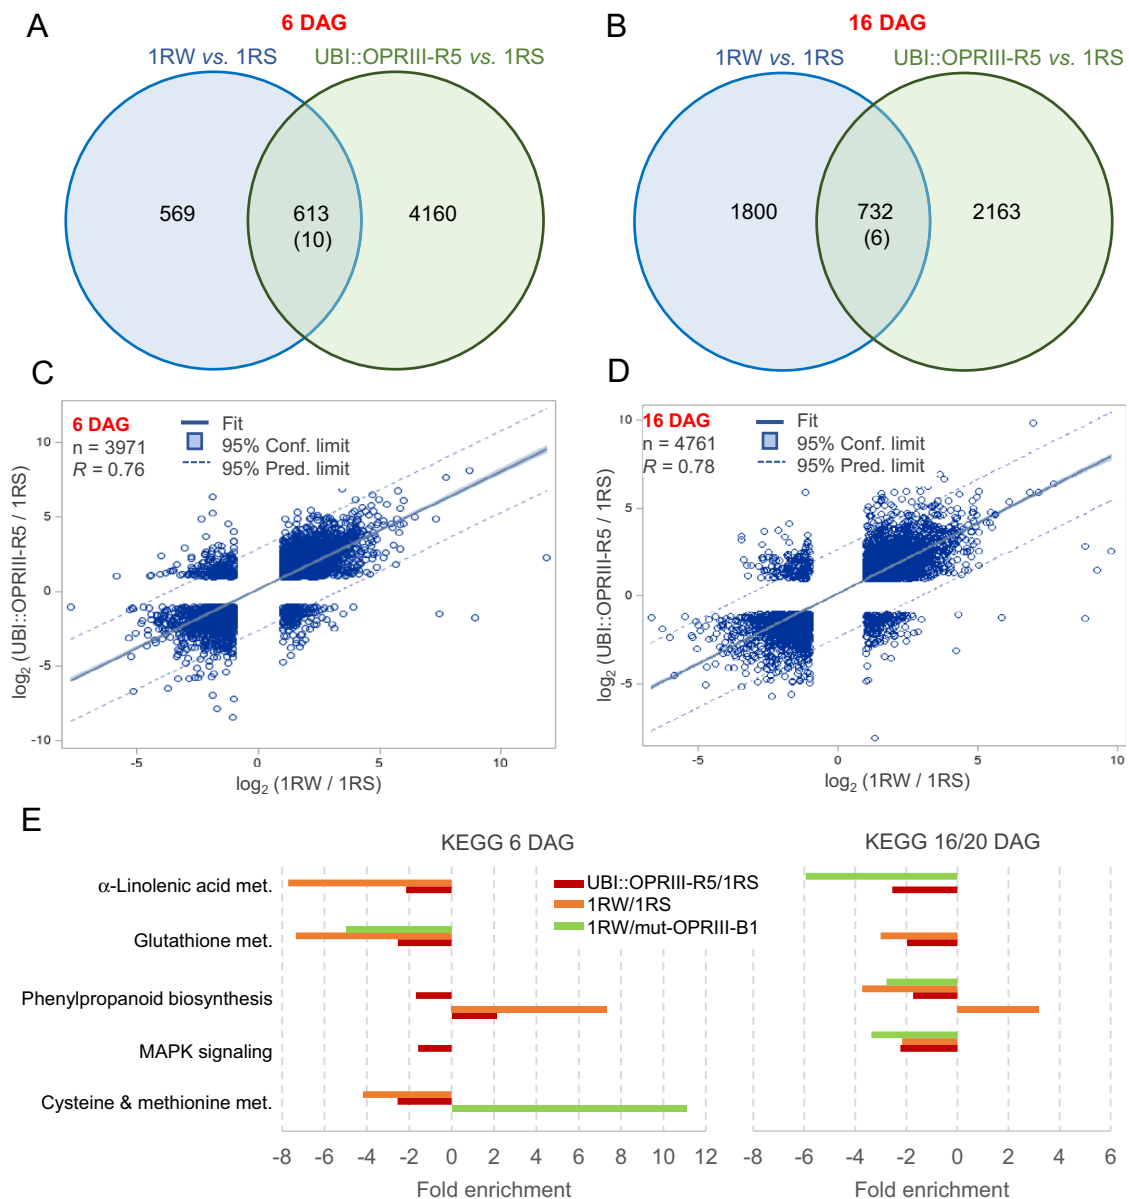 A
6 DAG
1RW vs. 1RS
UBI::OPRIII-R5 vs. 1RS
569
613
(10)
4160
B
16 DAG
1RW vs. 1RS
UBI::OPRIII-R5 vs. 1RS
1800
732
(6)
2163
C
6 DAG
n = 3971
R = 0.76
Fit
95% Conf. limit
95% Pred. limit
log2 (UBI::OPRIII-R5 / 1RS)
10
5
0
-5
-10
-5
0
5
10
log2 (1RW / 1RS)
D
16 DAG
n = 4761
R = 0.78
Fit
95% Conf. limit
95% Pred. limit
log2 (UBI::OPRIII-R5 / 1RS)
10
5
0
-5
-5
0
5
10
log2 (1RW / 1RS)
E
KEGG 6 DAG
KEGG 16/20 DAG
UBI::OPRIII-R5/1RS
1RW/1RS
1RW/mut-OPRIII-B1
α-Linolenic acid met.
Glutathione met.
Phenylpropanoid biosynthesis
MAPK signaling
Cysteine & methionine met.
-8 -6 -4 -2 0 2 4 6 8 10 12
Fold enrichment
-8 -6 -4 -2 0 2 4 6
Fold enrichment